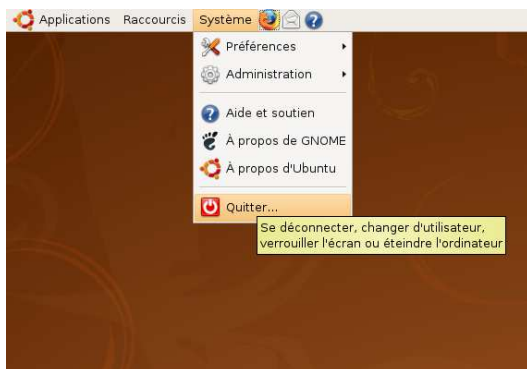 Applications Raccourcis Système
Préférences
Administration
Aide et soutien
À propos de GNOME
À propos d'Ubuntu
Quitter...
Se déconnecter, changer d'utilisateur,
verrouiller l'écran ou éteindre l'ordinateur